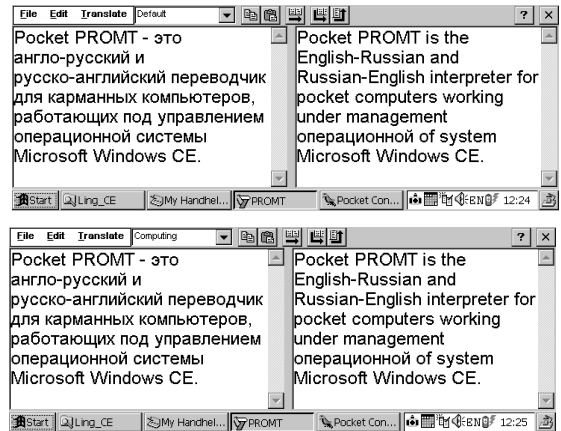 File Edit Translate Default ? ×
Pocket PROMT - это
англо-русский и
русско-английский переводчик
для карманных компьютеров,
работающих под управлением
операционной системы
Microsoft Windows CE.
Pocket PROMT is the
English-Russian and
Russian-English interpreter for
pocket computers working
under management
операционной of system
Microsoft Windows CE.
Start Ling_CE My Handhel... PROMT Pocket Con... EN 12:24
File Edit Translate Computing ? ×
Pocket PROMT - это
англо-русский и
русско-английский переводчик
для карманных компьютеров,
работающих под управлением
операционной системы
Microsoft Windows CE.
Pocket PROMT is the
English-Russian and
Russian-English interpreter for
pocket computers working
under management
операционной of system
Microsoft Windows CE.
Start Ling_CE My Handhel... PROMT Pocket Con... EN 12:25